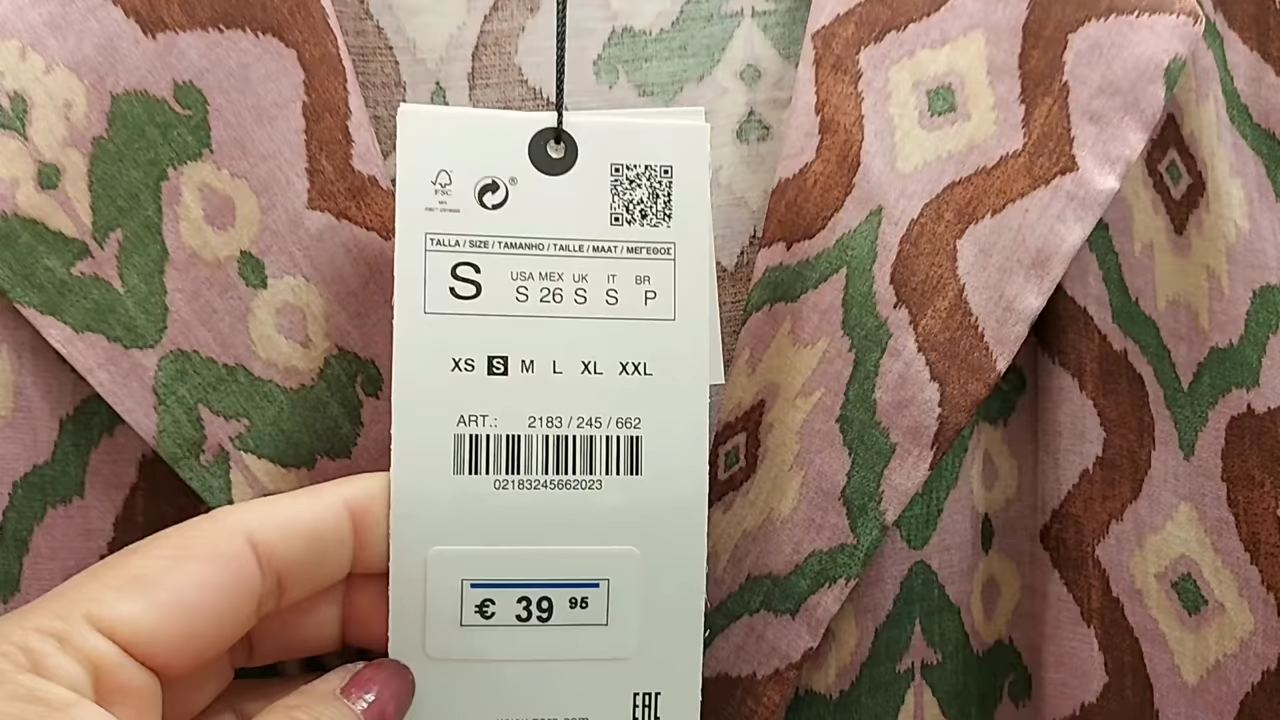 FSC
®
TALLA / SIZE / TAMANHO / TAILLE / MAAT / ΜΕΓΕΘΟΣ
S
USA MEX UK IT BR
S 26 S S P
XS S M L XL XXL
ART.: 2183 / 245 / 662
02183245662023
€ 39 95
EAC